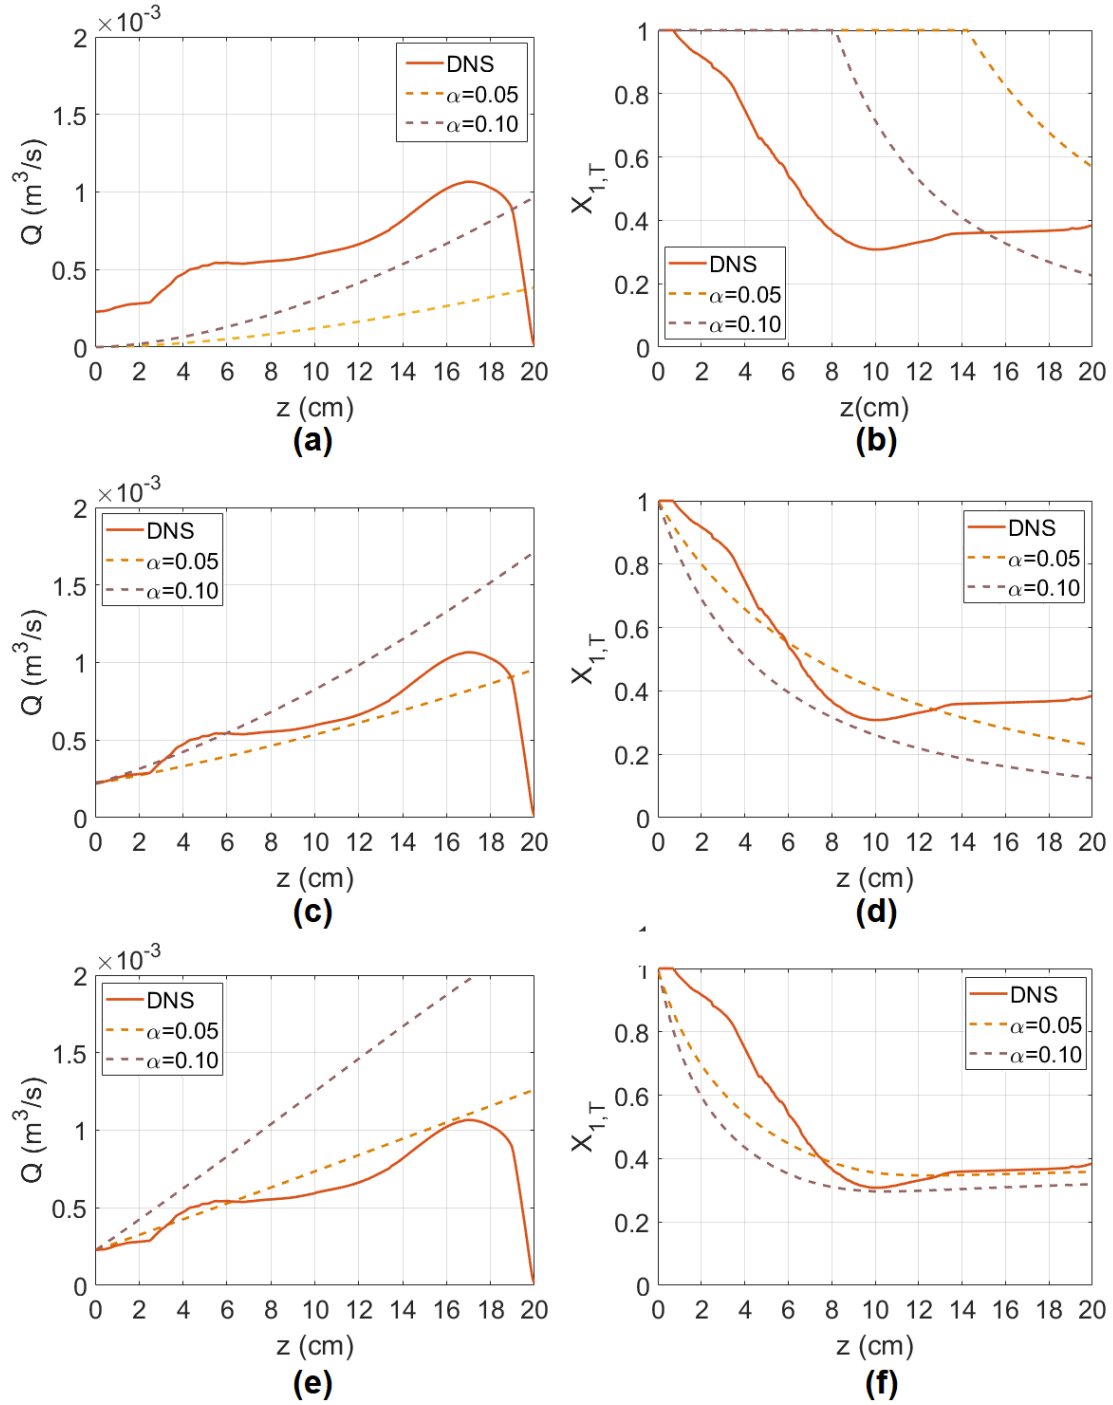 ×10-3
2
1.5
1
0.5
0
Q (m3/s)
DNS
α=0.05
α=0.10
0 2 4 6 8 10 12 14 16 18 20
z (cm)
(a)
1
0.8
0.6
0.4
0.2
0
X1,T
DNS
α=0.05
α=0.10
0 2 4 6 8 10 12 14 16 18 20
z(cm)
(b)
×10-3
2
1.5
1
0.5
0
Q (m3/s)
DNS
α=0.05
α=0.10
0 2 4 6 8 10 12 14 16 18 20
z (cm)
(c)
1
0.8
0.6
0.4
0.2
0
X1,T
DNS
α=0.05
α=0.10
0 2 4 6 8 10 12 14 16 18 20
z (cm)
(d)
×10-3
2
1.5
1
0.5
0
Q (m3/s)
DNS
α=0.05
α=0.10
0 2 4 6 8 10 12 14 16 18 20
z (cm)
(e)
1
0.8
0.6
0.4
0.2
0
X1,T
DNS
α=0.05
α=0.10
0 2 4 6 8 10 12 14 16 18 20
z (cm)
(f)